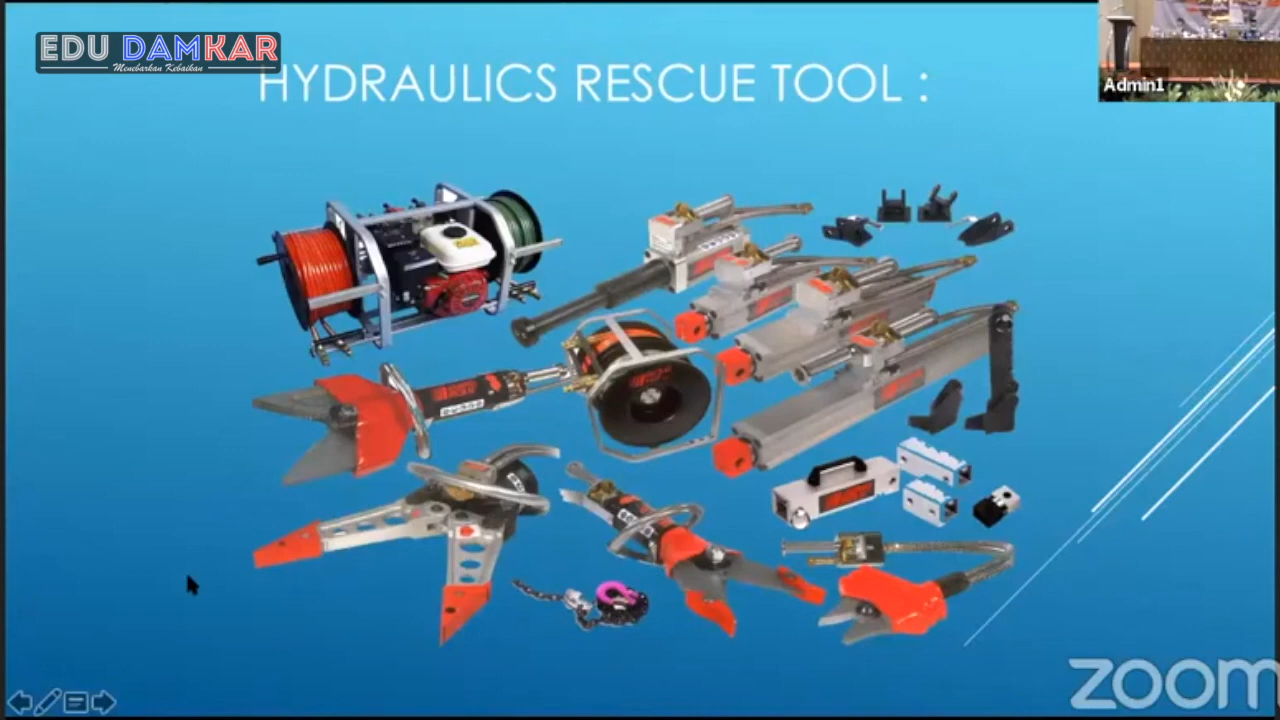 EDU DAMKAR
Menebarkan Kebaikan
HYDRAULICS RESCUE TOOL :
Admin1
zoom